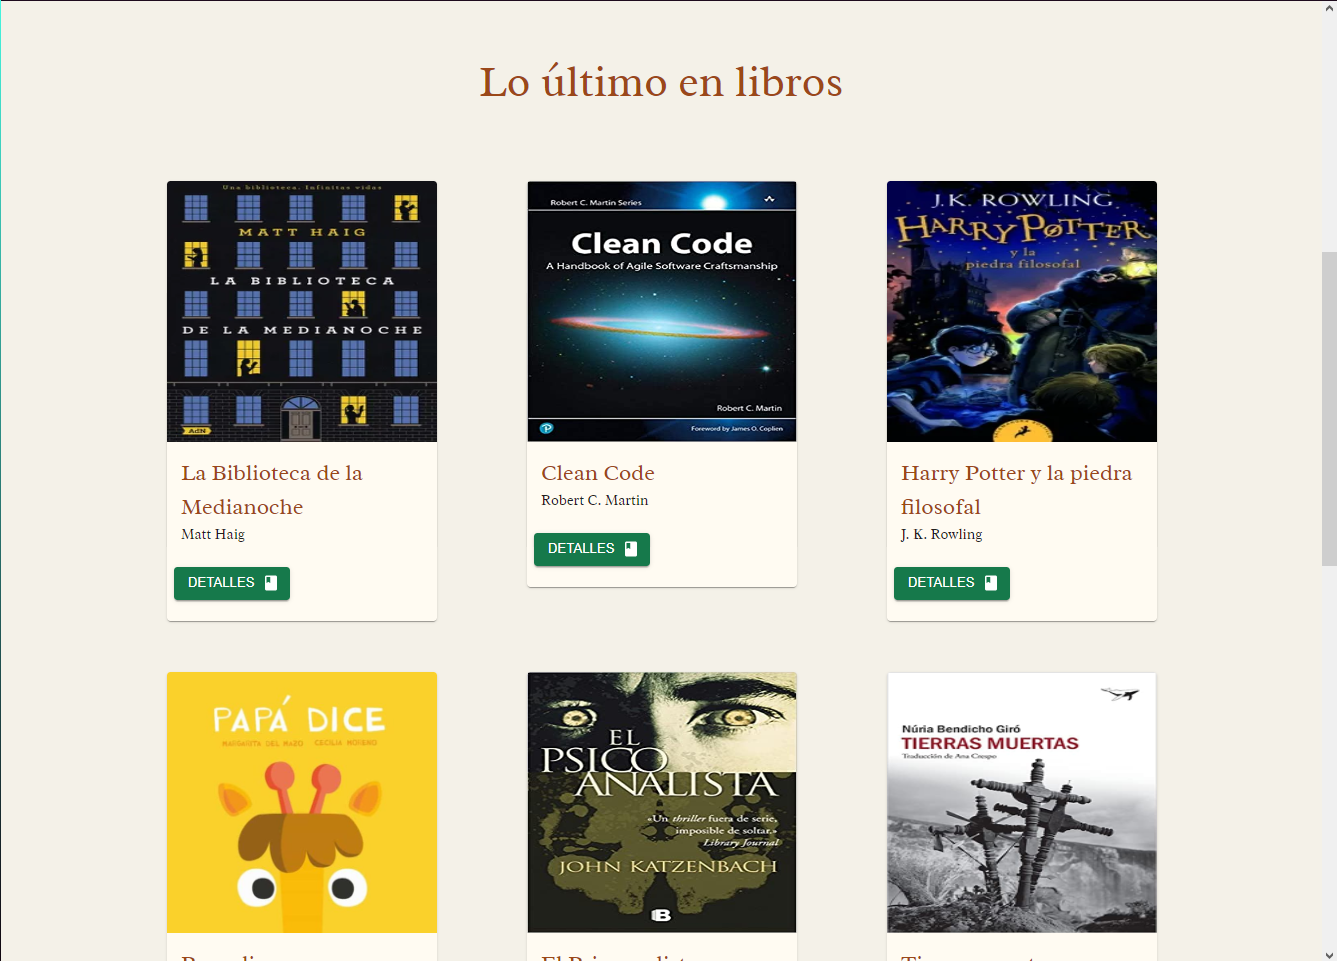 Lo último en libros
Una biblioteca. Infinitas vidas
MATT HAIG
LA BIBLIOTECA
DE LA MEDIANOCHE
AdN
La Biblioteca de la
Medianoche
Matt Haig
DETALLES
Robert C. Martin Series
Clean Code
A Handbook of Agile Software Craftsmanship
Robert C. Martin
Foreword by James O. Coplien
Clean Code
Robert C. Martin
DETALLES
J.K. ROWLING
HARRY POTTER
y la
piedra filosofal
Harry Potter y la piedra
filosofal
J. K. Rowling
DETALLES
PAPÁ DICE
MARGARITA DEL MAZO CECILIA MORENO
EL
PSICO
ANALISTA
«Un thriller fuera de serie,
imposible de soltar.»
Library Journal
JOHN KATZENBACH
B
Núria Bendicho Giró
TIERRAS MUERTAS
Traducción de Ana Crespo